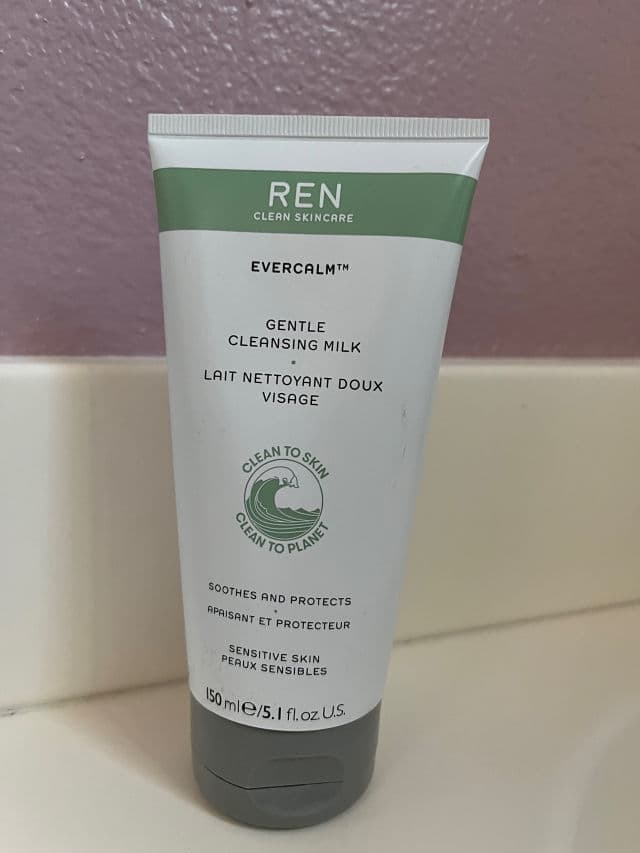 REN
CLEAN SKINCARE
EVERCALM™
GENTLE
CLEANSING MILK
LAIT NETTOYANT DOUX
VISAGE
CLEAN TO SKIN
CLEAN TO PLANET
SOOTHES AND PROTECTS
APAISANT ET PROTECTEUR
SENSITIVE SKIN
PEAUX SENSIBLES
150 ml℮/5.1 fl.oz.U.S.